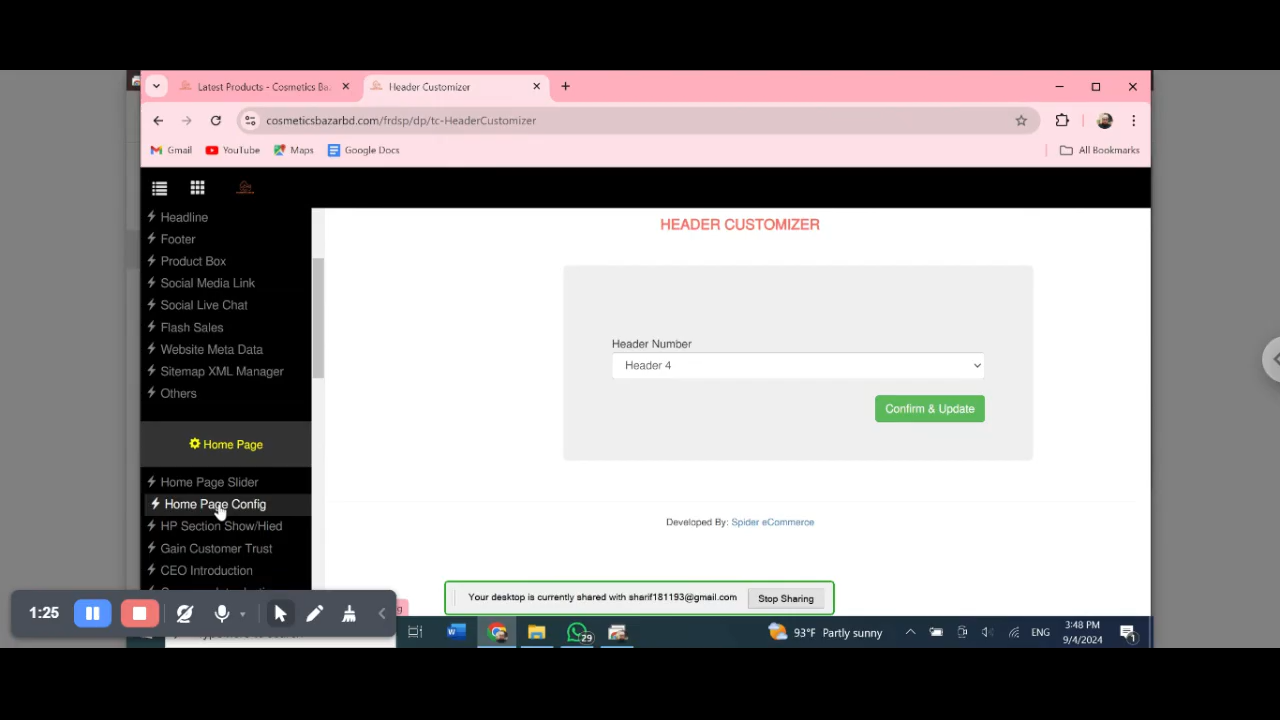 Latest Products - Cosmetics Ba
Header Customizer
cosmeticsbazarbd.com/frdsp/dp/tc-HeaderCustomizer
Gmail
YouTube
Maps
Google Docs
All Bookmarks
Headline
Footer
Product Box
Social Media Link
Social Live Chat
Flash Sales
Website Meta Data
Sitemap XML Manager
Others
Home Page
Home Page Slider
Home Page Config
HP Section Show/Hied
Gain Customer Trust
CEO Introduction
HEADER CUSTOMIZER
Header Number
Header 4
Confirm & Update
Developed By: Spider eCommerce
Your desktop is currently shared with sharif181193@gmail.com
Stop Sharing
1:25
29
93°F Partly sunny
ENG
3:48 PM
9/4/2024
1